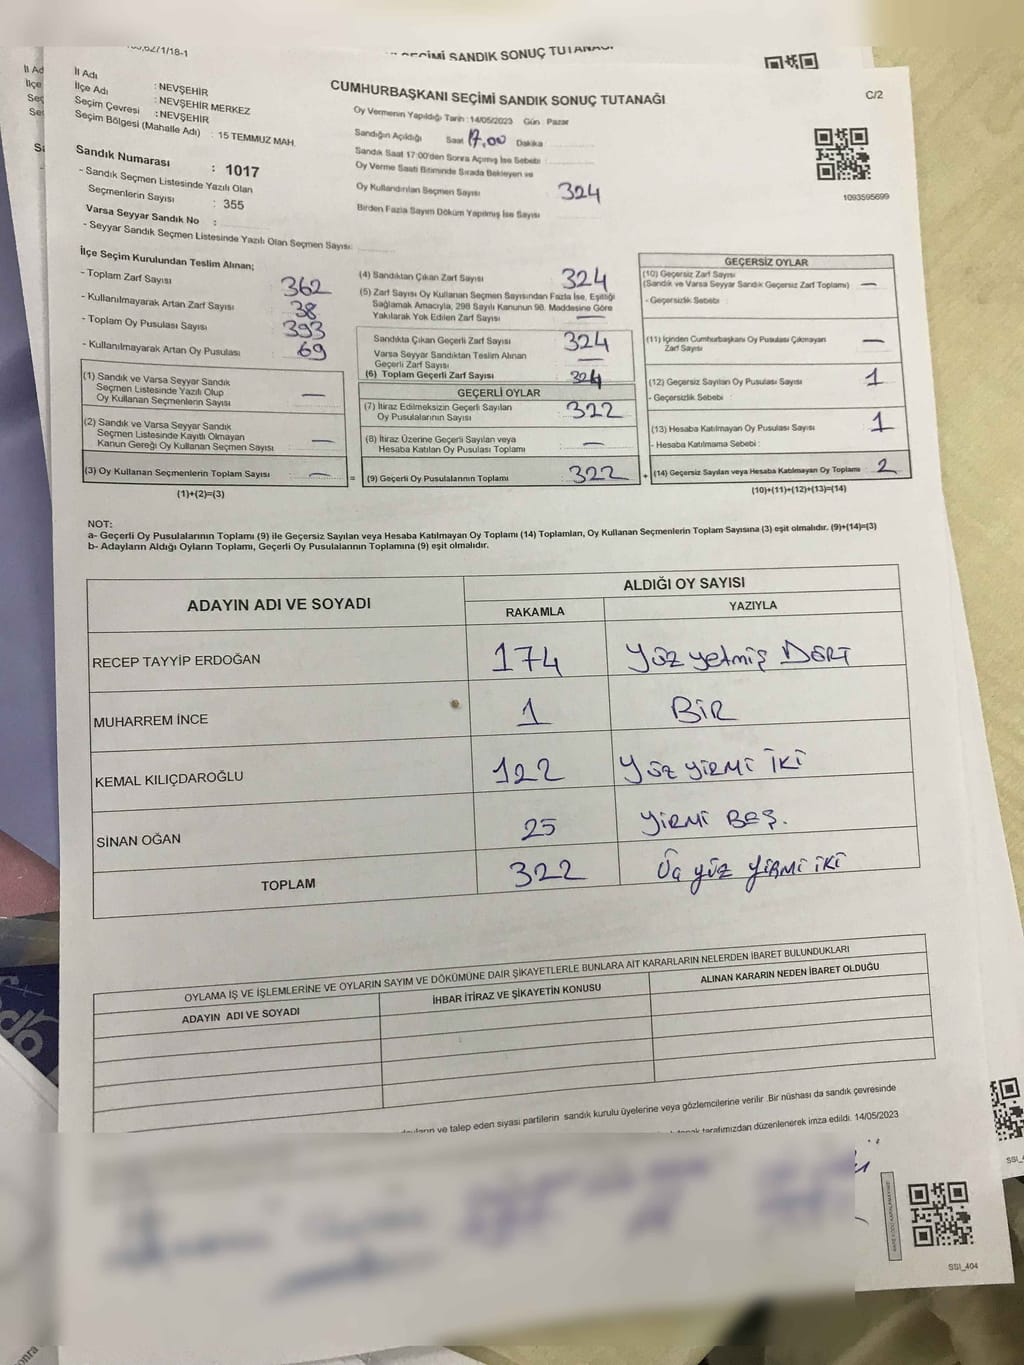 SEÇİMİ SANDIK SONUÇ
İl Adı : NEVŞEHİR
İlçe Adı : NEVŞEHİR MERKEZ
Seçim Çevresi : NEVŞEHİR
Seçim Bölgesi (Mahalle Adı) : 15 TEMMUZ MAH.
Sandık Numarası : 1017
- Sandık Seçmen Listesinde Yazılı Olan
Seçmenlerin Sayısı : 355
Varsa Seyyar Sandık No :
- Seyyar Sandık Seçmen Listesinde Yazılı Olan Seçmen Sayısı:
CUMHURBAŞKANI SEÇİMİ SANDIK SONUÇ TUTANAĞI
C/2
Oy Vermenin Yapıldığı Tarih : 14/05/2023 Gün : Pazar
Sandığın Açıldığı Saat 17,00 Dakika
Sandık Saat 17:00'den Sonra Açımış İse Sebebi
Oy Verme Saati Bitiminde Sırada Bekleyen ve
Oy Kullandırılan Seçmen Sayısı 324
Birden Fazla Sayım Döküm Yapılmış İse Sayısı
1093595699
İlçe Seçim Kurulundan Teslim Alınan;
- Toplam Zarf Sayısı 362
- Kullanılmayarak Artan Zarf Sayısı 38
- Toplam Oy Pusulası Sayısı 393
- Kullanılmayarak Artan Oy Pusulası 69
(1) Sandık ve Varsa Seyyar Sandık
Seçmen Listesinde Yazılı Olup
Oy Kullanan Seçmenlerin Sayısı —
(2) Sandık ve Varsa Seyyar Sandık
Seçmen Listesinde Kayıtlı Olmayan
Kanun Gereği Oy Kullanan Seçmen Sayısı —
(3) Oy Kullanan Seçmenlerin Toplam Sayısı —
(1)+(2)=(3)
(4) Sandıktan Çıkan Zarf Sayısı 324
(5) Zarf Sayısı Oy Kullanan Seçmen Sayısından Fazla İse, Eşitliği
Sağlamak Amacıyla, 298 Sayılı Kanunun 98. Maddesine Göre
Yakılarak Yok Edilen Zarf Sayısı —
Sandıkta Çıkan Geçerli Zarf Sayısı 324
Varsa Seyyar Sandıktan Teslim Alınan
Geçerli Zarf Sayısı —
(6) Toplam Geçerli Zarf Sayısı 324
GEÇERLİ OYLAR
(7) İtiraz Edilmeksizin Geçerli Sayılan
Oy Pusulalarının Sayısı 322
(8) İtiraz Üzerine Geçerli Sayılan veya
Hesaba Katılan Oy Pusulası Toplamı —
= (9) Geçerli Oy Pusulalarının Toplamı 322
GEÇERSİZ OYLAR
(10) Geçersiz Zarf Sayısı
(Sandık ve Varsa Seyyar Sandık Geçersiz Zarf Toplamı) —
- Geçersizlik Sebebi :
(11) İçinden Cumhurbaşkanı Oy Pusulası Çıkmayan
Zarf Sayısı —
(12) Geçersiz Sayılan Oy Pusulası Sayısı 1
- Geçersizlik Sebebi :
(13) Hesaba Katılmayan Oy Pusulası Sayısı 1
- Hesaba Katılmama Sebebi :
+ (14) Geçersiz Sayılan veya Hesaba Katılmayan Oy Toplamı 2
(10)+(11)+(12)+(13)=(14)
NOT:
a- Geçerli Oy Pusulalarının Toplamı (9) ile Geçersiz Sayılan veya Hesaba Katılmayan Oy Toplamı (14) Toplamları, Oy Kullanan Seçmenlerin Toplam Sayısına (3) eşit olmalıdır. (9)+(14)=(3)
b- Adayların Aldığı Oyların Toplamı, Geçerli Oy Pusulalarının Toplamına (9) eşit olmalıdır.
ADAYIN ADI VE SOYADI
ALDIĞI OY SAYISI
RAKAMLA YAZIYLA
RECEP TAYYİP ERDOĞAN 174 Yüz yetmiş DÖRT
MUHARREM İNCE 1 BİR
KEMAL KILIÇDAROĞLU 122 Yüz YİRMİ İKİ
SİNAN OĞAN 25 YİRMİ BEŞ.
TOPLAM 322 Üç yüz YİRMİ İKİ
OYLAMA İŞ VE İŞLEMLERİNE VE OYLARIN SAYIM VE DÖKÜMÜNE DAİR ŞİKAYETLERLE BUNLARA AİT KARARLARIN NELERDEN İBARET BULUNDUKLARI
ADAYIN ADI VE SOYADI İHBAR İTİRAZ VE ŞİKAYETİN KONUSU ALINAN KARARIN NEDEN İBARET OLDUĞU
ve talep eden siyasi partilerin sandık kurulu üyelerine veya gözlemcilerine verilir .Bir nüshası da sandık çevresinde
tarafımızdan düzenlenerek imza edildi. 14/05/2023
SSI_404